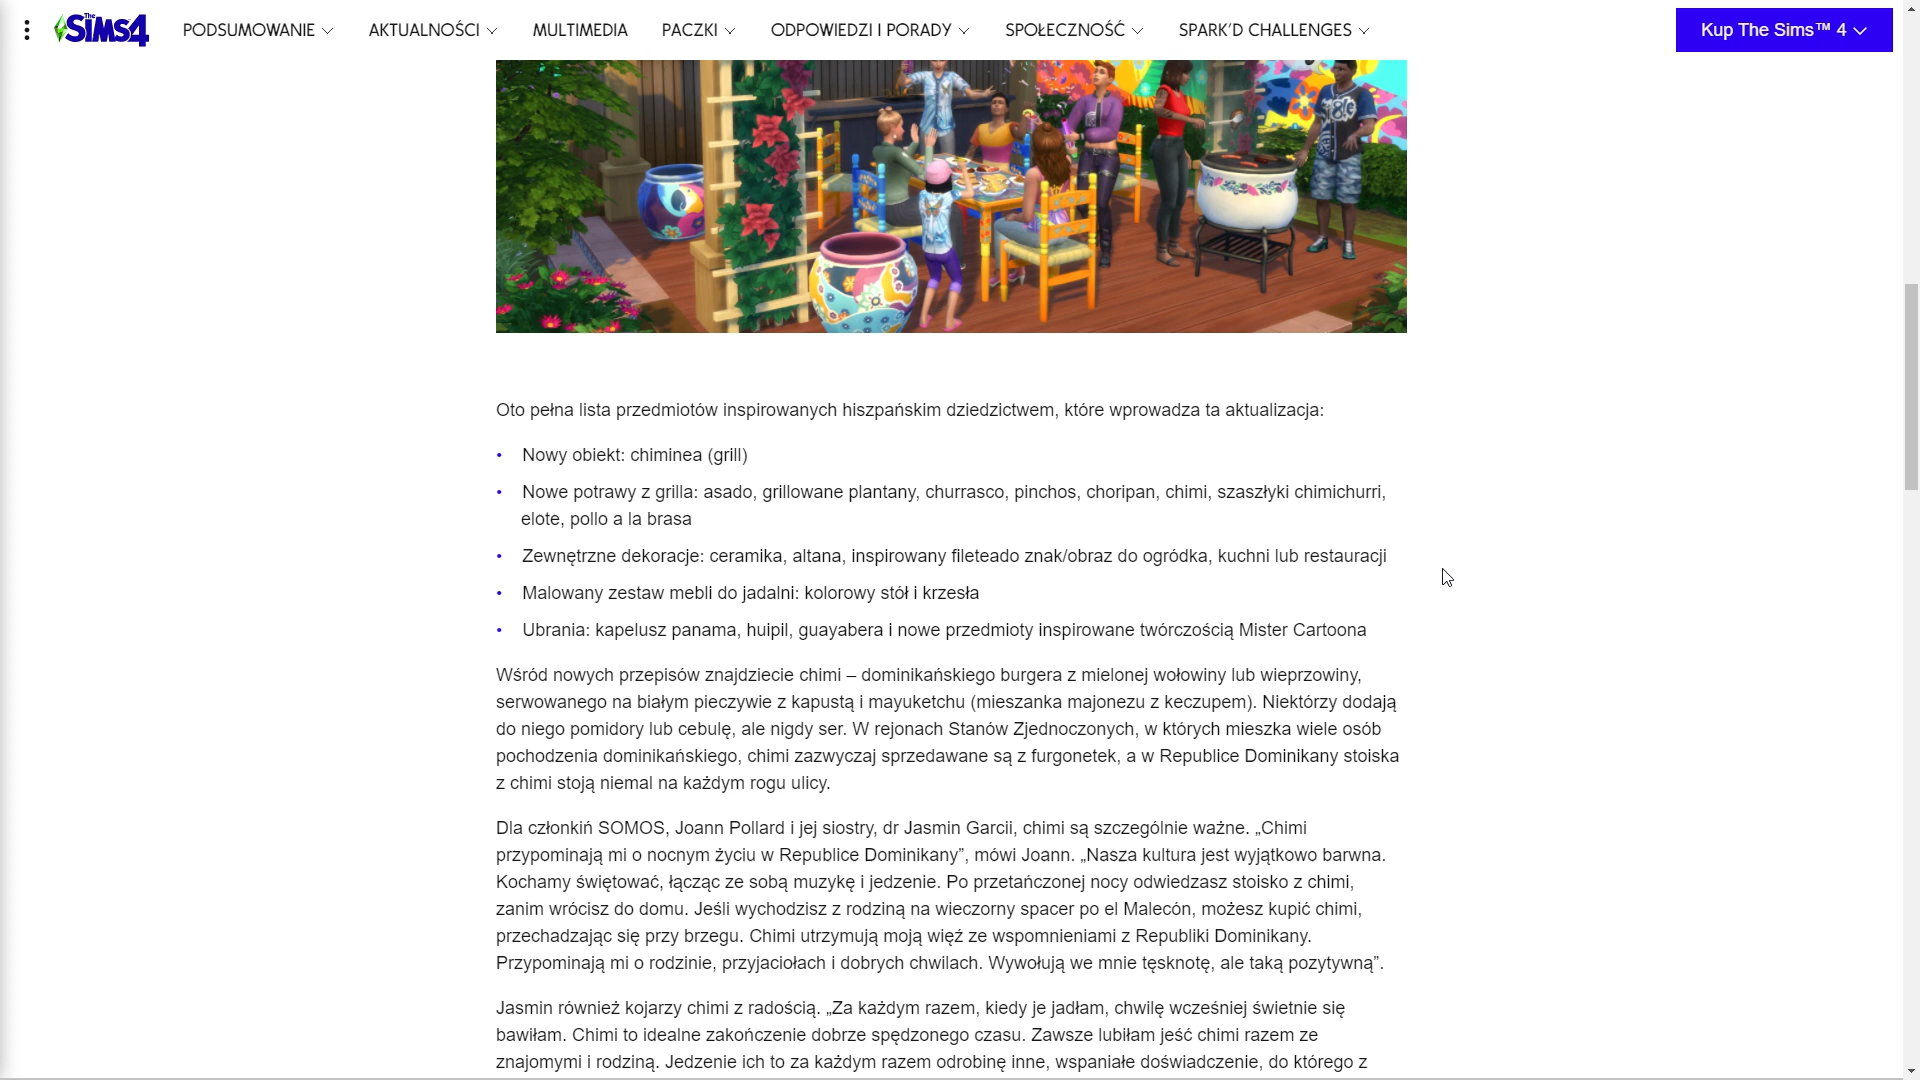 The SIMS 4
PODSUMOWANIE
AKTUALNOŚCI
MULTIMEDIA
PACZKI
ODPOWIEDZI I PORADY
SPOŁECZNOŚĆ
SPARK'D CHALLENGES
Kup The Sims™ 4
Oto pełna lista przedmiotów inspirowanych hiszpańskim dziedzictwem, które wprowadza ta aktualizacja:
• Nowy obiekt: chiminea (grill)
• Nowe potrawy z grilla: asado, grillowane plantany, churrasco, pinchos, choripan, chimi, szaszłyki chimichurri,
elote, pollo a la brasa
• Zewnętrzne dekoracje: ceramika, altana, inspirowany fileteado znak/obraz do ogródka, kuchni lub restauracji
• Malowany zestaw mebli do jadalni: kolorowy stół i krzesła
• Ubrania: kapelusz panama, huipil, guayabera i nowe przedmioty inspirowane twórczością Mister Cartoona
Wśród nowych przepisów znajdziecie chimi – dominikańskiego burgera z mielonej wołowiny lub wieprzowiny,
serwowanego na białym pieczywie z kapustą i mayuketchu (mieszanka majonezu z keczupem). Niektórzy dodają
do niego pomidory lub cebulę, ale nigdy ser. W rejonach Stanów Zjednoczonych, w których mieszka wiele osób
pochodzenia dominikańskiego, chimi zazwyczaj sprzedawane są z furgonetek, a w Republice Dominikany stoiska
z chimi stoją niemal na każdym rogu ulicy.
Dla członkiń SOMOS, Joann Pollard i jej siostry, dr Jasmin Garcii, chimi są szczególnie ważne. „Chimi
przypominają mi o nocnym życiu w Republice Dominikany”, mówi Joann. „Nasza kultura jest wyjątkowo barwna.
Kochamy świętować, łącząc ze sobą muzykę i jedzenie. Po przetańczonej nocy odwiedzasz stoisko z chimi,
zanim wrócisz do domu. Jeśli wychodzisz z rodziną na wieczorny spacer po el Malecón, możesz kupić chimi,
przechadzając się przy brzegu. Chimi utrzymują moją więź ze wspomnieniami z Republiki Dominikany.
Przypominają mi o rodzinie, przyjaciołach i dobrych chwilach. Wywołują we mnie tęsknotę, ale taką pozytywną”.
Jasmin również kojarzy chimi z radością. „Za każdym razem, kiedy je jadłam, chwilę wcześniej świetnie się
bawiłam. Chimi to idealne zakończenie dobrze spędzonego czasu. Zawsze lubiłam jeść chimi razem ze
znajomymi i rodziną. Jedzenie ich to za każdym razem odrobinę inne, wspaniałe doświadczenie, do którego z